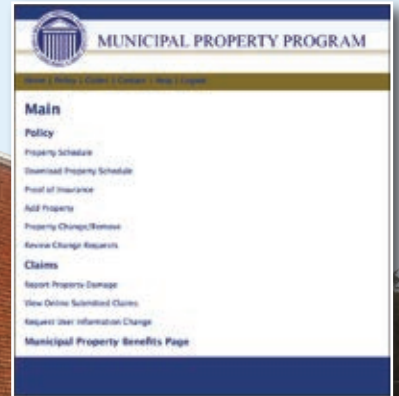 MUNICIPAL PROPERTY PROGRAM
Home | Policy | Claims | Contact | Help | Logout
Main
Policy
Property Schedule
Download Property Schedule
Proof of Insurance
Add Property
Property Change/Remove
Review Change Requests
Claims
Report Property Damage
View Online Submitted Claims
Request User Information Change
Municipal Property Benefits Page